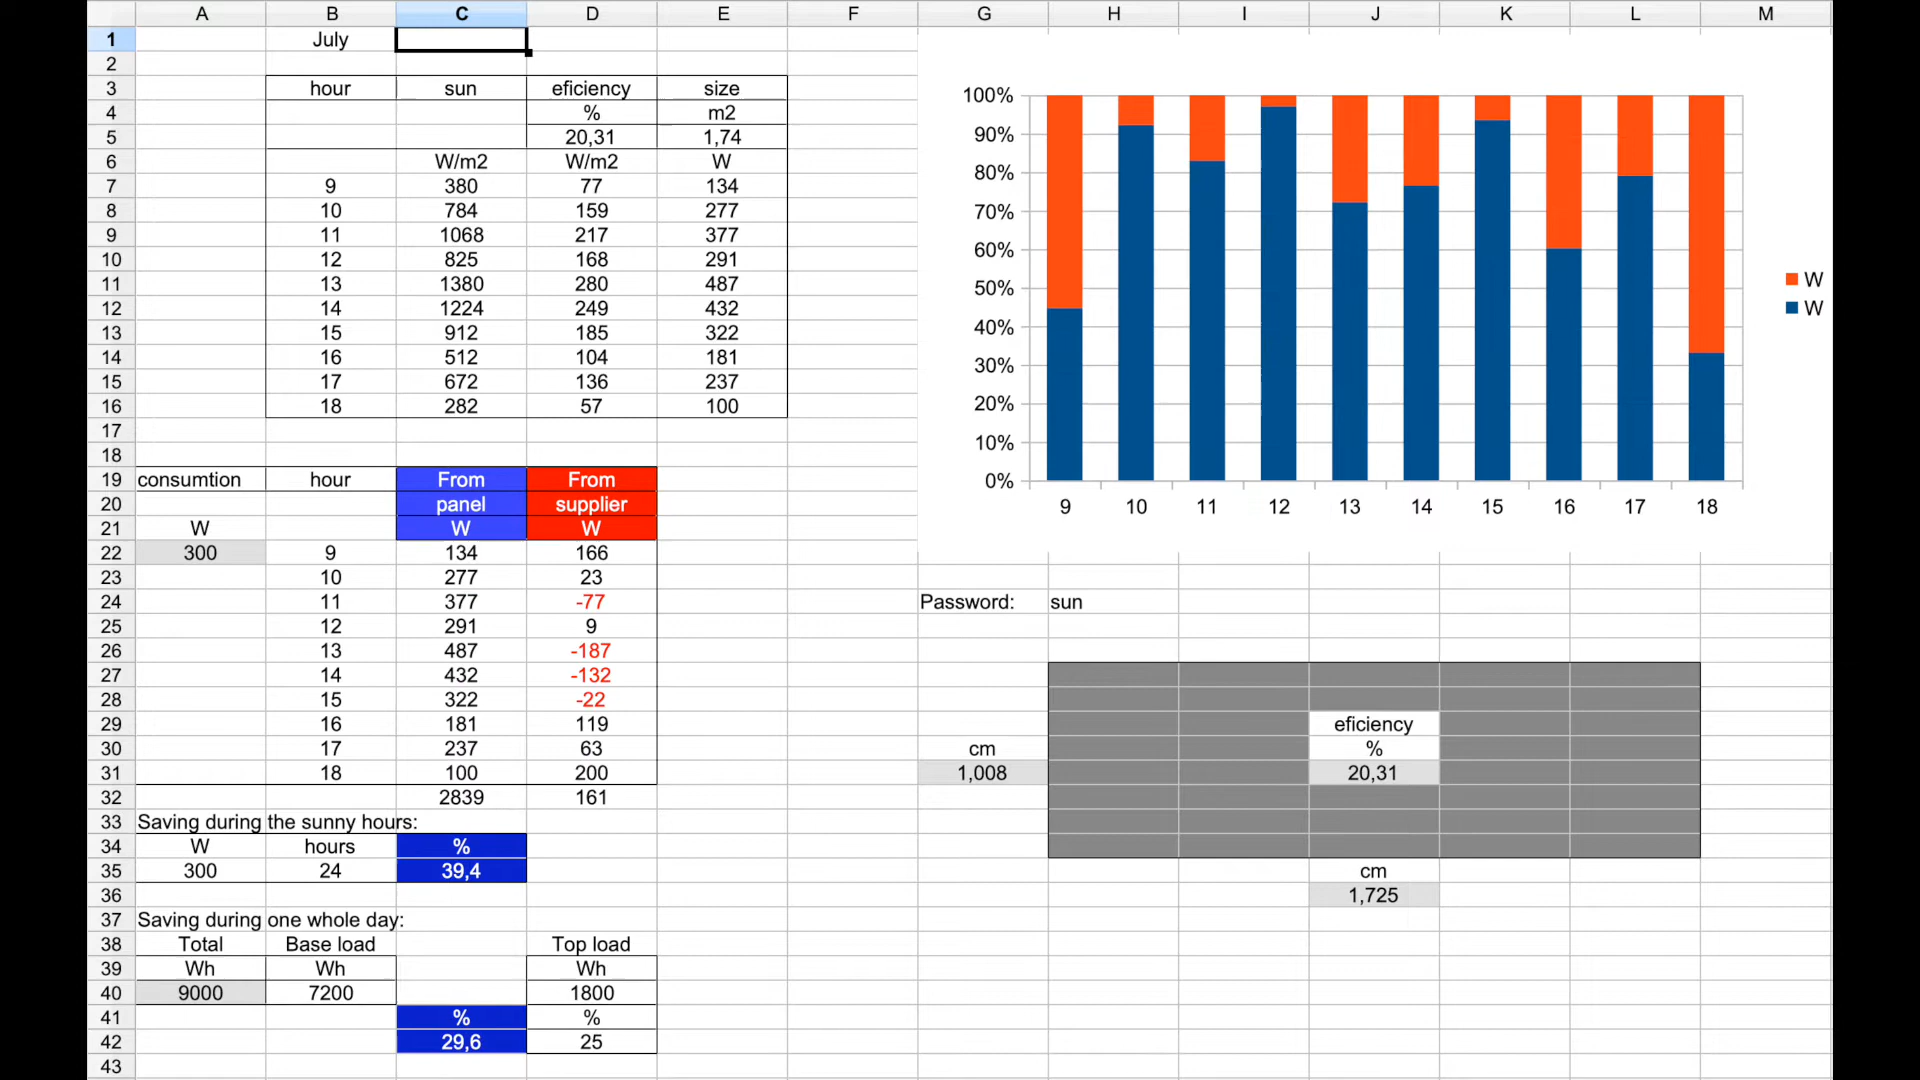 A B C D E F G H I J K L M
1 July
2
3 hour sun eficiency size
4 % m2
5 20,31 1,74
6 W/m2 W/m2 W
7 9 380 77 134
8 10 784 159 277
9 11 1068 217 377
10 12 825 168 291
11 13 1380 280 487
12 14 1224 249 432
13 15 912 185 322
14 16 512 104 181
15 17 672 136 237
16 18 282 57 100
17
18
19 consumtion hour From From
20 panel supplier
21 W W W
22 300 9 134 166
23 10 277 23
24 11 377 -77
25 12 291 9
26 13 487 -187
27 14 432 -132
28 15 322 -22
29 16 181 119
30 17 237 63
31 18 100 200
32 2839 161
33 Saving during the sunny hours:
34 W hours %
35 300 24 39,4
36
37 Saving during one whole day:
38 Total Base load Top load
39 Wh Wh Wh
40 9000 7200 1800
41 % %
42 29,6 25
43
100%
90%
80%
70%
60%
50%
40%
30%
20%
10%
0%
9 10 11 12 13 14 15 16 17 18
W
W
Password: sun
eficiency
cm %
1,008 20,31
cm
1,725